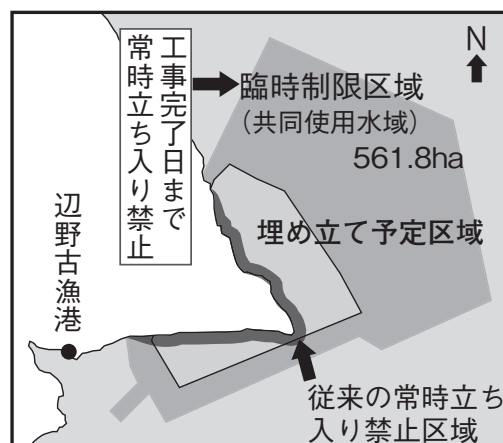 工事完了日まで
常時立ち入り禁止
N
臨時制限区域
（共同使用水域）
561.8ha
埋め立て予定区域
辺野古漁港
従来の常時立ち
入り禁止区域